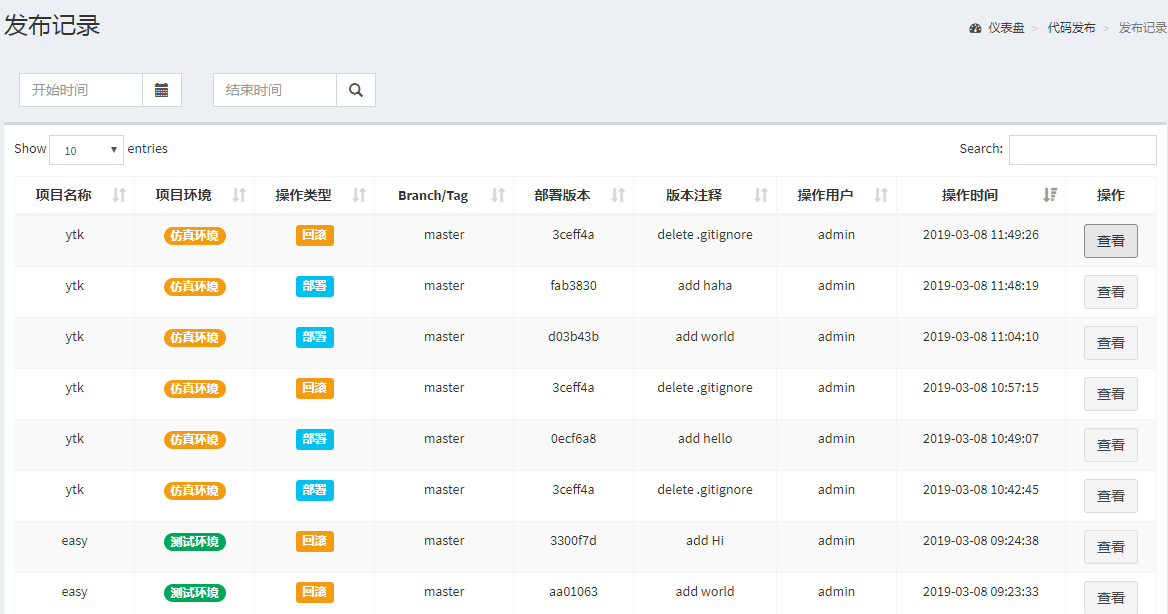 发布记录
仪表盘 > 代码发布 > 发布记录
开始时间 结束时间
Show 10 entries Search:
项目名称 项目环境 操作类型 Branch/Tag 部署版本 版本注释 操作用户 操作时间 操作
ytk 仿真环境 回滚 master 3ceff4a delete .gitignore admin 2019-03-08 11:49:26 查看
ytk 仿真环境 部署 master fab3830 add haha admin 2019-03-08 11:48:19 查看
ytk 仿真环境 部署 master d03b43b add world admin 2019-03-08 11:04:10 查看
ytk 仿真环境 回滚 master 3ceff4a delete .gitignore admin 2019-03-08 10:57:15 查看
ytk 仿真环境 部署 master 0ecf6a8 add hello admin 2019-03-08 10:49:07 查看
ytk 仿真环境 部署 master 3ceff4a delete .gitignore admin 2019-03-08 10:42:45 查看
easy 测试环境 回滚 master 3300f7d add Hi admin 2019-03-08 09:24:38 查看
easy 测试环境 回滚 master aa01063 add world admin 2019-03-08 09:23:33 查看